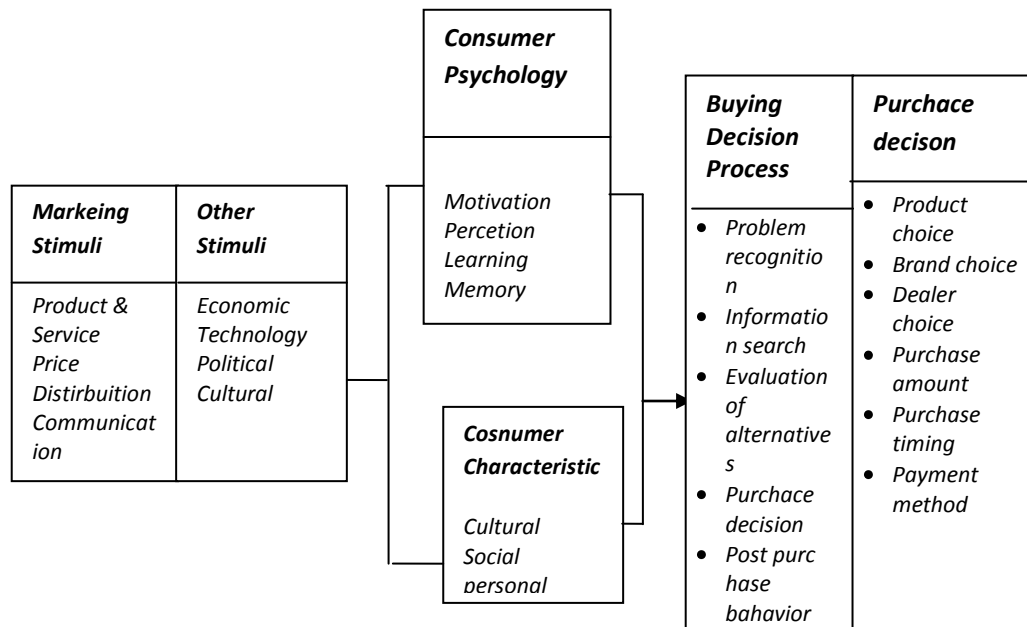 Consumer
Psychology
Motivation
Percetion
Learning
Memory
Markeing
Stimuli
Product &
Service
Price
Distirbuition
Communicat
ion
Other
Stimuli
Economic
Technology
Political
Cultural
Cosnumer
Characteristic
Cultural
Social
personal
Buying
Decision
Process
• Problem
recognitio
n
• Informatio
n search
• Evaluation
of
alternative
s
• Purchace
decision
• Post purc
hase
bahavior
Purchace
decison
• Product
choice
• Brand choice
• Dealer
choice
• Purchase
amount
• Purchase
timing
• Payment
method